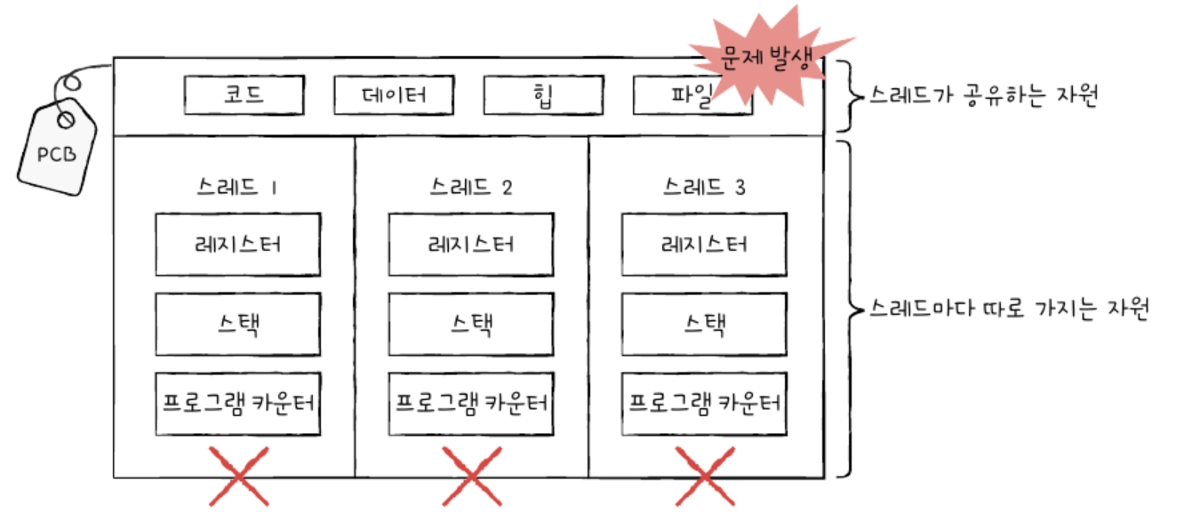 문제 발생
코드 데이터 힙 파일
스레드가 공유하는 자원
PCB
스레드 1 스레드 2 스레드 3
레지스터 레지스터 레지스터
스택 스택 스택
스레드마다 따로 가지는 자원
프로그램 카운터 프로그램 카운터 프로그램 카운터